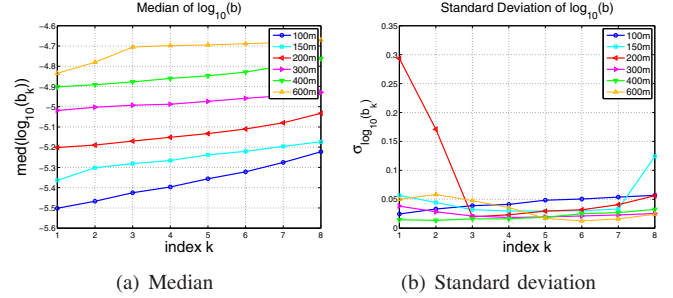 Median of log10(b)
-4.6
-4.7
-4.8
-4.9
-5
-5.1
-5.2
-5.3
-5.4
-5.5
-5.6
med(log10(bk))
1 2 3 4 5 6 7 8
index k
100m
150m
200m
300m
400m
600m
(a) Median
Standard Deviation of log10(b)
0.35
0.3
0.25
0.2
0.15
0.1
0.05
0
σlog10(bk)
1 2 3 4 5 6 7 8
index k
100m
150m
200m
300m
400m
600m
(b) Standard deviation